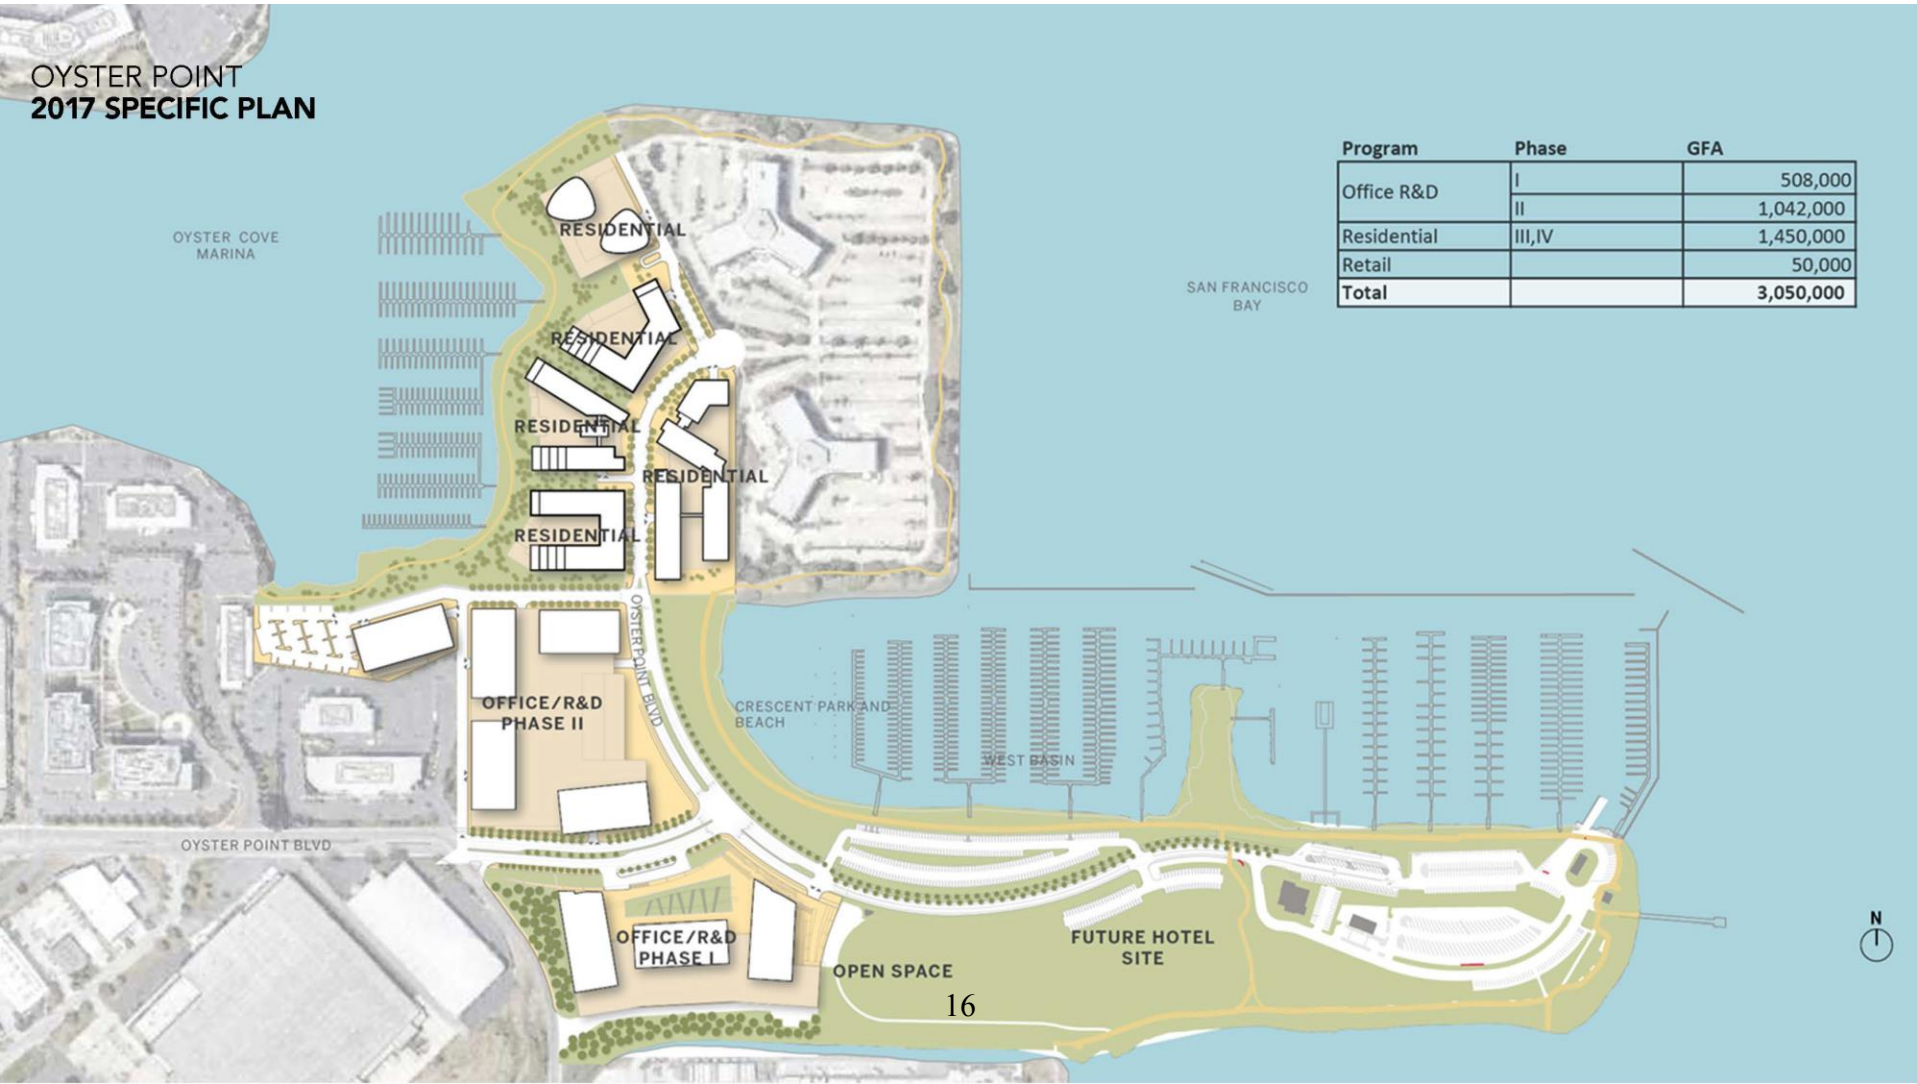 OYSTER POINT
2017 SPECIFIC PLAN
Program Phase GFA
Office R&D I 508,000
II 1,042,000
Residential III,IV 1,450,000
Retail 50,000
Total 3,050,000
OYSTER COVE
MARINA
SAN FRANCISCO
BAY
RESIDENTIAL
RESIDENTIAL
RESIDENTIAL
RESIDENTIAL
RESIDENTIAL
OYSTER POINT BLVD
OFFICE/R&D
PHASE II
CRESCENT PARK AND
BEACH
WEST BASIN
OYSTER POINT BLVD
OFFICE/R&D
PHASE I
OPEN SPACE
FUTURE HOTEL
SITE
N
16